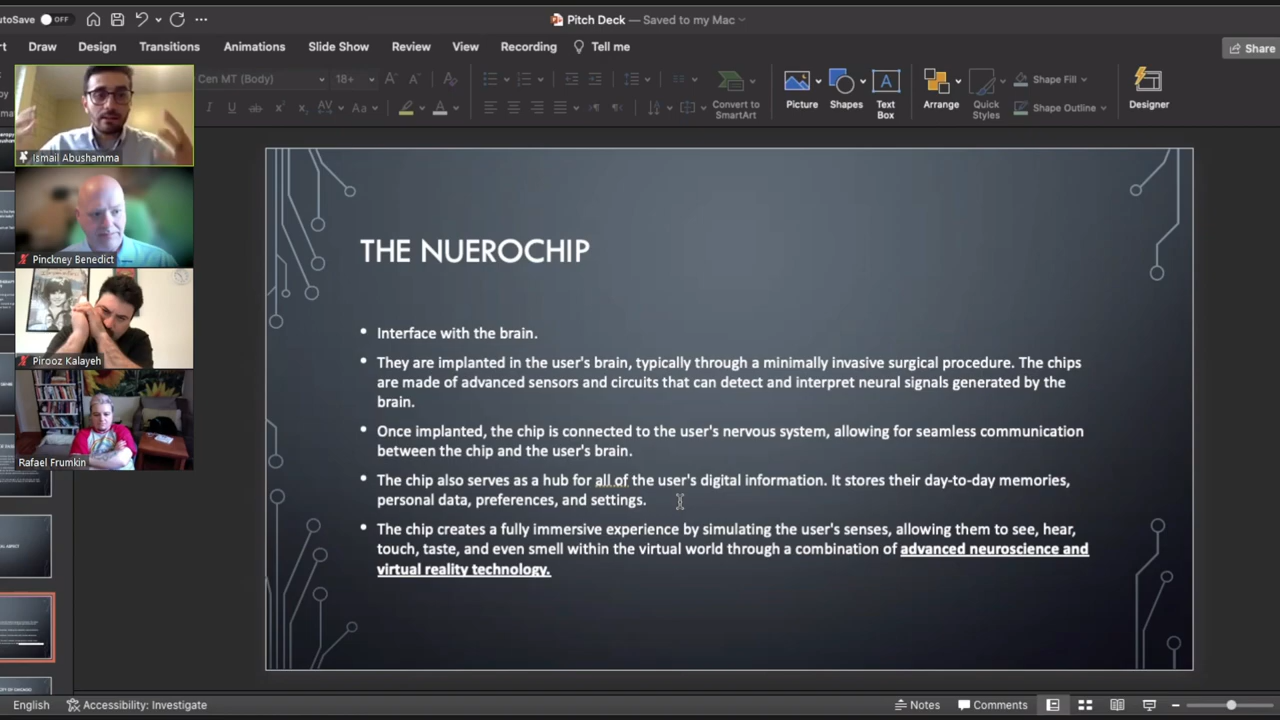 AutoSave OFF
Pitch Deck — Saved to my Mac
Draw Design Transitions Animations Slide Show Review View Recording Tell me
Share
Cen MT (Body) 18+
Convert to
SmartArt
Picture
Shapes
Text
Box
Arrange
Quick
Styles
Shape Fill
Shape Outline
Designer
Ismail Abushamma
Pinckney Benedict
Pirooz Kalayeh
Rafael Frumkin
THE NUEROCHIP
• Interface with the brain.
• They are implanted in the user's brain, typically through a minimally invasive surgical procedure. The chips
are made of advanced sensors and circuits that can detect and interpret neural signals generated by the
brain.
• Once implanted, the chip is connected to the user's nervous system, allowing for seamless communication
between the chip and the user's brain.
• The chip also serves as a hub for all of the user's digital information. It stores their day-to-day memories,
personal data, preferences, and settings.
• The chip creates a fully immersive experience by simulating the user's senses, allowing them to see, hear,
touch, taste, and even smell within the virtual world through a combination of advanced neuroscience and
virtual reality technology.
English
Accessibility: Investigate
Notes
Comments